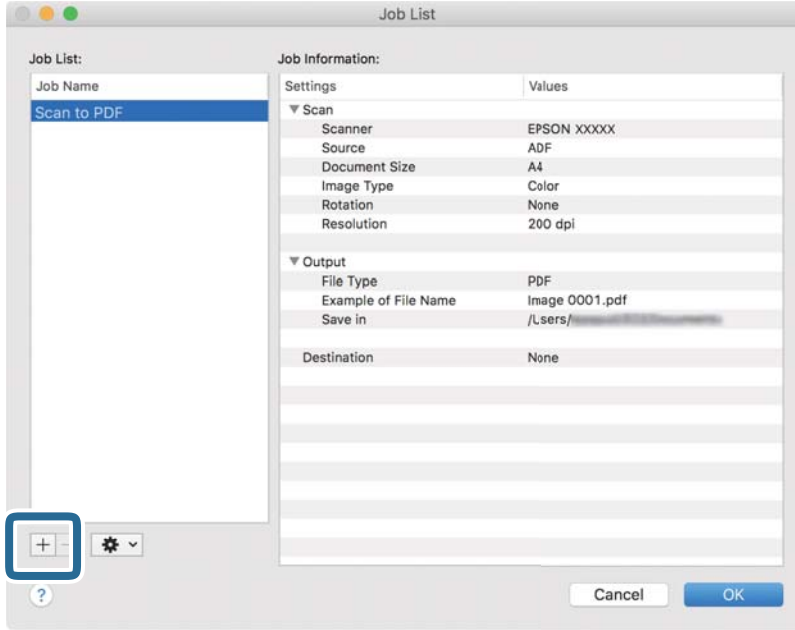 Job List
Job List:
Job Information:
Job Name
Settings Values
Scan to PDF
Scan
Scanner EPSON XXXXX
Source ADF
Document Size A4
Image Type Color
Rotation None
Resolution 200 dpi
Output
File Type PDF
Example of File Name Image 0001.pdf
Save in /Users/
Destination None
+ −
?
Cancel OK